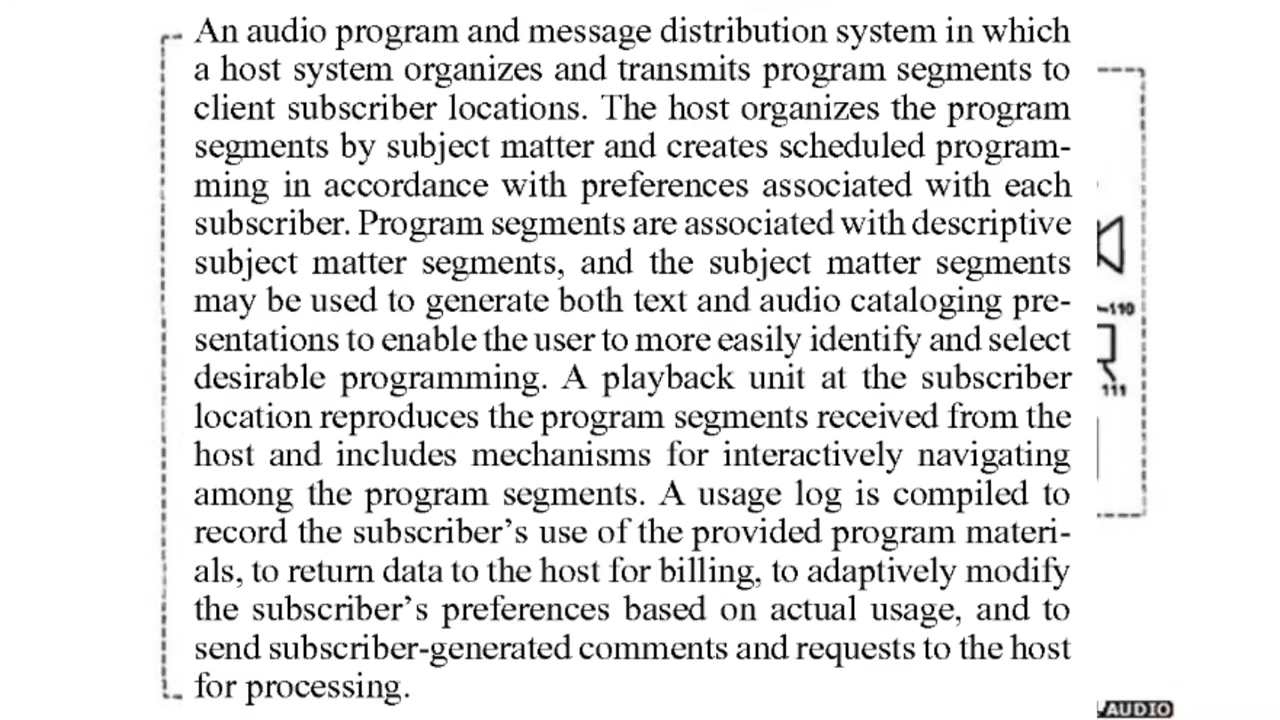 An audio program and message distribution system in which
a host system organizes and transmits program segments to
client subscriber locations. The host organizes the program
segments by subject matter and creates scheduled program-
ming in accordance with preferences associated with each
subscriber. Program segments are associated with descriptive
subject matter segments, and the subject matter segments
may be used to generate both text and audio cataloging pre-
sentations to enable the user to more easily identify and select
desirable programming. A playback unit at the subscriber
location reproduces the program segments received from the
host and includes mechanisms for interactively navigating
among the program segments. A usage log is compiled to
record the subscriber's use of the provided program materi-
als, to return data to the host for billing, to adaptively modify
the subscriber's preferences based on actual usage, and to
send subscriber-generated comments and requests to the host
for processing.
110
111
AUDIO